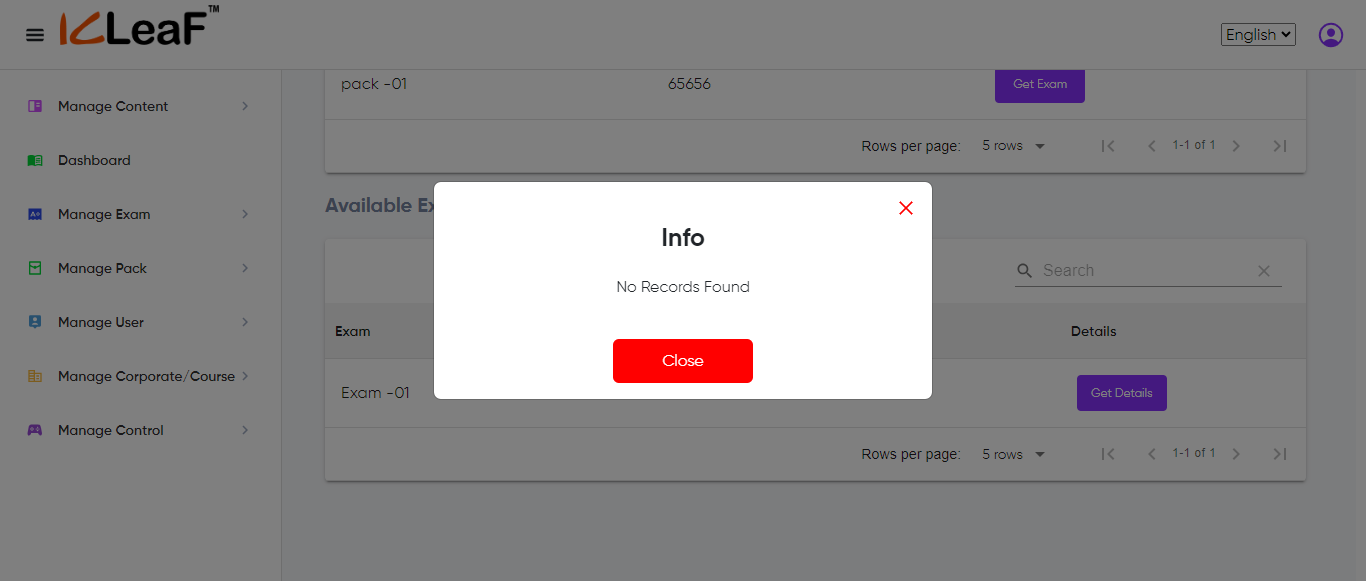 KLeaF™
English
Manage Content
Dashboard
Manage Exam
Manage Pack
Manage User
Manage Corporate/Course
Manage Control
pack -01 65656 Get Exam
Rows per page: 5 rows 1-1 of 1
Available Ex
Info
No Records Found
Close
Search
Exam Details
Exam -01 Get Details
Rows per page: 5 rows 1-1 of 1